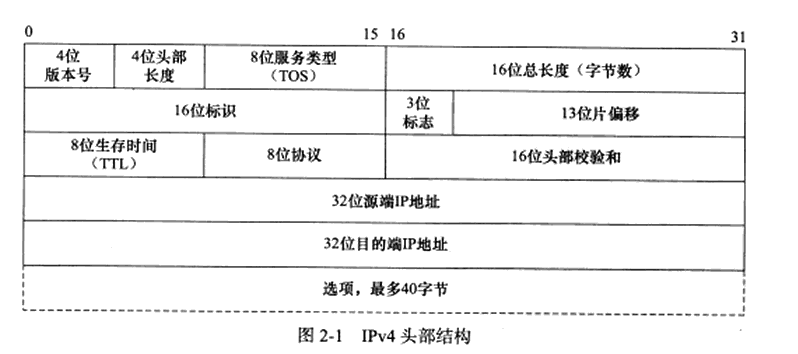 0 15 16 31
4位 4位头部 8位服务类型
版本号 长度 （TOS） 16位总长度（字节数）
16位标识 3位 13位片偏移
标志
8位生存时间 8位协议 16位头部校验和
（TTL）
32位源端IP地址
32位目的端IP地址
选项，最多40字节
图 2-1 IPv4 头部结构